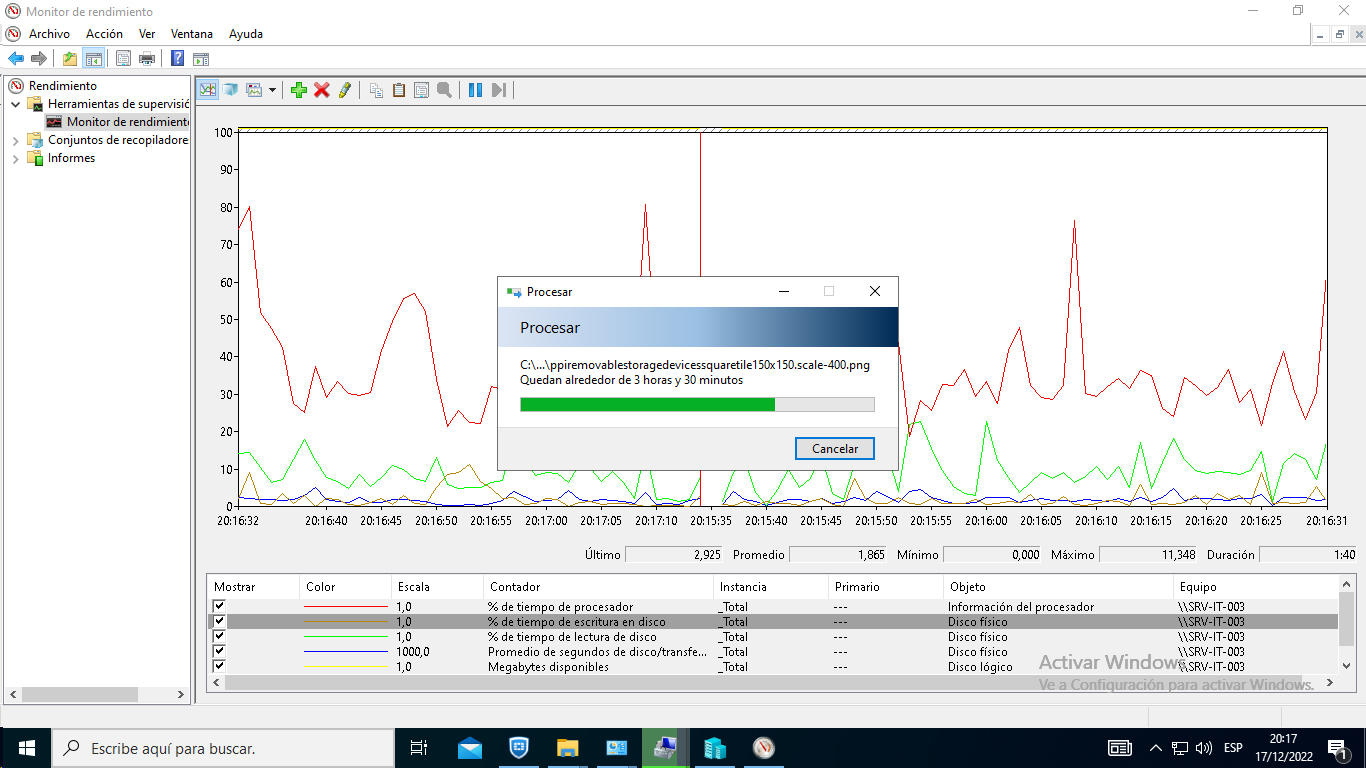 Monitor de rendimiento
Archivo Acción Ver Ventana Ayuda
Rendimiento
Herramientas de supervisió
Monitor de rendimiento
Conjuntos de recopiladore
Informes
100
90
80
70
60
50
40
30
20
10
0
20:16:32 20:16:40 20:16:45 20:16:50 20:16:55 20:17:00 20:17:05 20:17:10 20:15:35 20:15:40 20:15:45 20:15:50 20:15:55 20:16:00 20:16:05 20:16:10 20:16:15 20:16:20 20:16:25 20:16:31
Procesar
Procesar
C:\...\ppiremovablestoragedevicessquaretile150x150.scale-400.png
Quedan alrededor de 3 horas y 30 minutos
Cancelar
Último 2,925 Promedio 1,865 Mínimo 0,000 Máximo 11,348 Duración 1:40
Mostrar Color Escala Contador Instancia Primario Objeto Equipo
1,0 % de tiempo de procesador _Total --- Información del procesador \\SRV-IT-003
1,0 % de tiempo de escritura en disco _Total --- Disco físico \\SRV-IT-003
1,0 % de tiempo de lectura de disco _Total --- Disco físico \\SRV-IT-003
1000,0 Promedio de segundos de disco/transfe... _Total --- Disco físico \\SRV-IT-003
1,0 Megabytes disponibles _Total --- Disco lógico \\SRV-IT-003
Activar Windows
Ve a Configuración para activar Windows.
Escribe aquí para buscar.
ESP
20:17
17/12/2022
1